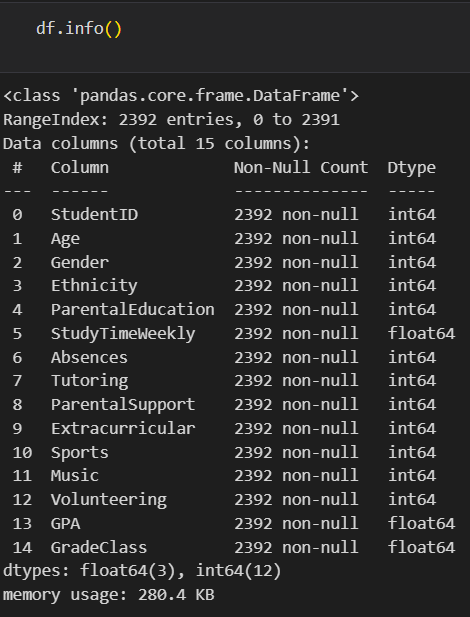 df.info()
<class 'pandas.core.frame.DataFrame'>
RangeIndex: 2392 entries, 0 to 2391
Data columns (total 15 columns):
 #   Column             Non-Null Count  Dtype
---  ------             --------------  -----
 0   StudentID          2392 non-null   int64
 1   Age                2392 non-null   int64
 2   Gender             2392 non-null   int64
 3   Ethnicity          2392 non-null   int64
 4   ParentalEducation  2392 non-null   int64
 5   StudyTimeWeekly    2392 non-null   float64
 6   Absences           2392 non-null   int64
 7   Tutoring           2392 non-null   int64
 8   ParentalSupport    2392 non-null   int64
 9   Extracurricular    2392 non-null   int64
 10  Sports             2392 non-null   int64
 11  Music              2392 non-null   int64
 12  Volunteering       2392 non-null   int64
 13  GPA                2392 non-null   float64
 14  GradeClass         2392 non-null   float64
dtypes: float64(3), int64(12)
memory usage: 280.4 KB